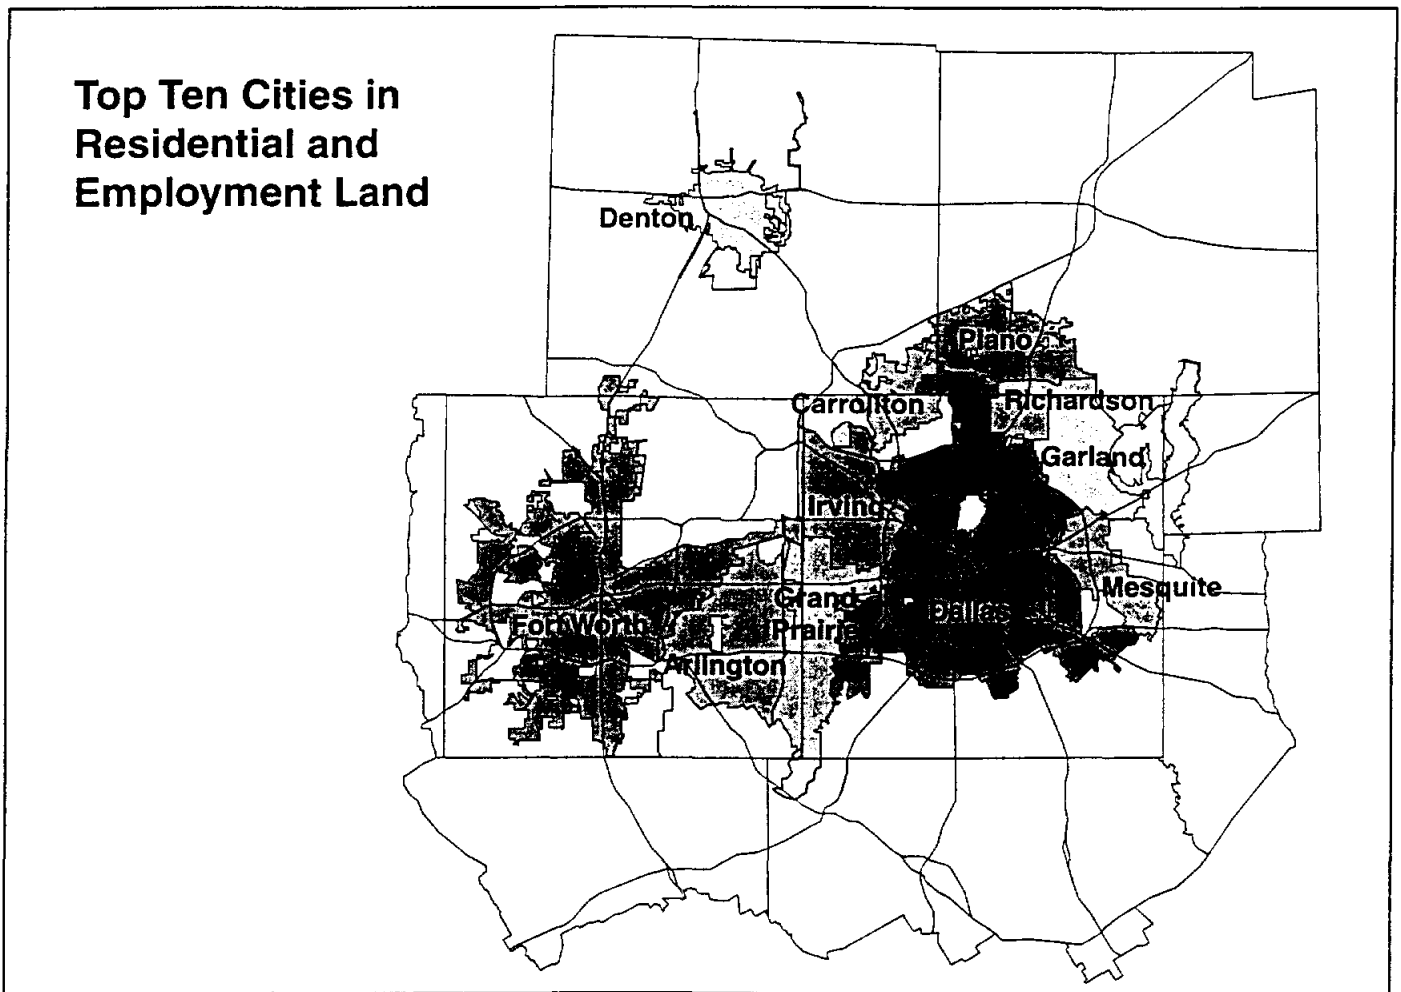 Top Ten Cities in
Residential and
Employment Land
Denton
Plano
Carrollton
Richardson
Garland
Irving
Mesquite
Grand
Prairie
Dallas
Fort Worth
Arlington